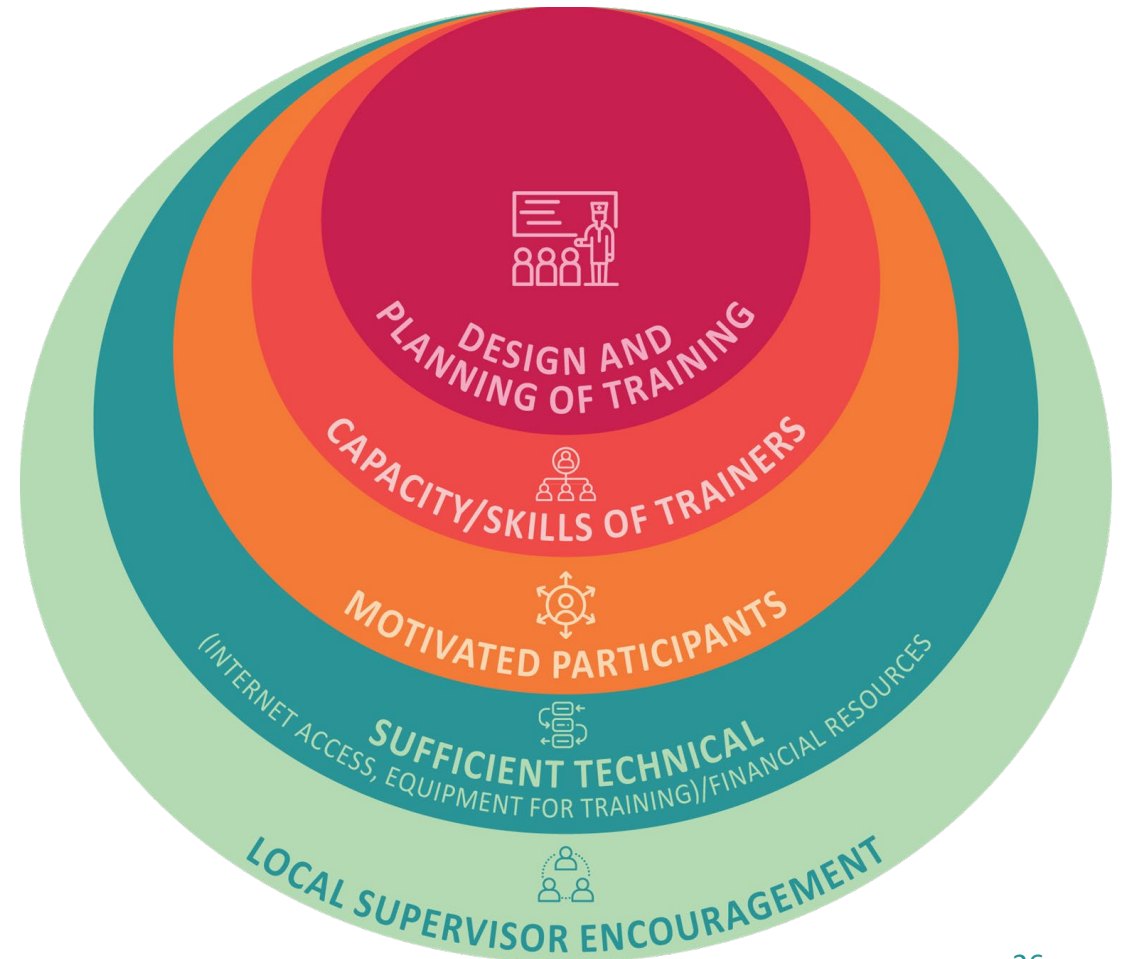 DESIGN AND
PLANNING OF TRAINING
CAPACITY/SKILLS OF TRAINERS
MOTIVATED PARTICIPANTS
SUFFICIENT TECHNICAL
(INTERNET ACCESS, EQUIPMENT FOR TRAINING)/FINANCIAL RESOURCES
LOCAL SUPERVISOR ENCOURAGEMENT